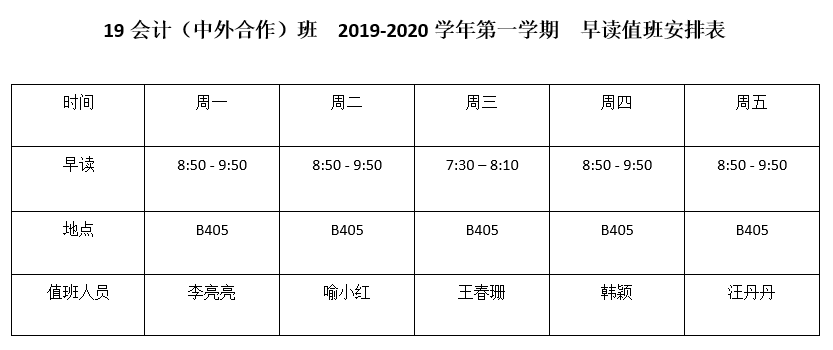 19 会计（中外合作）班 2019-2020 学年第一学期 早读值班安排表
时间 周一 周二 周三 周四 周五
早读 8:50 - 9:50 8:50 - 9:50 7:30 – 8:10 8:50 - 9:50 8:50 - 9:50
地点 B405 B405 B405 B405 B405
值班人员 李亮亮 喻小红 王春珊 韩颖 汪丹丹